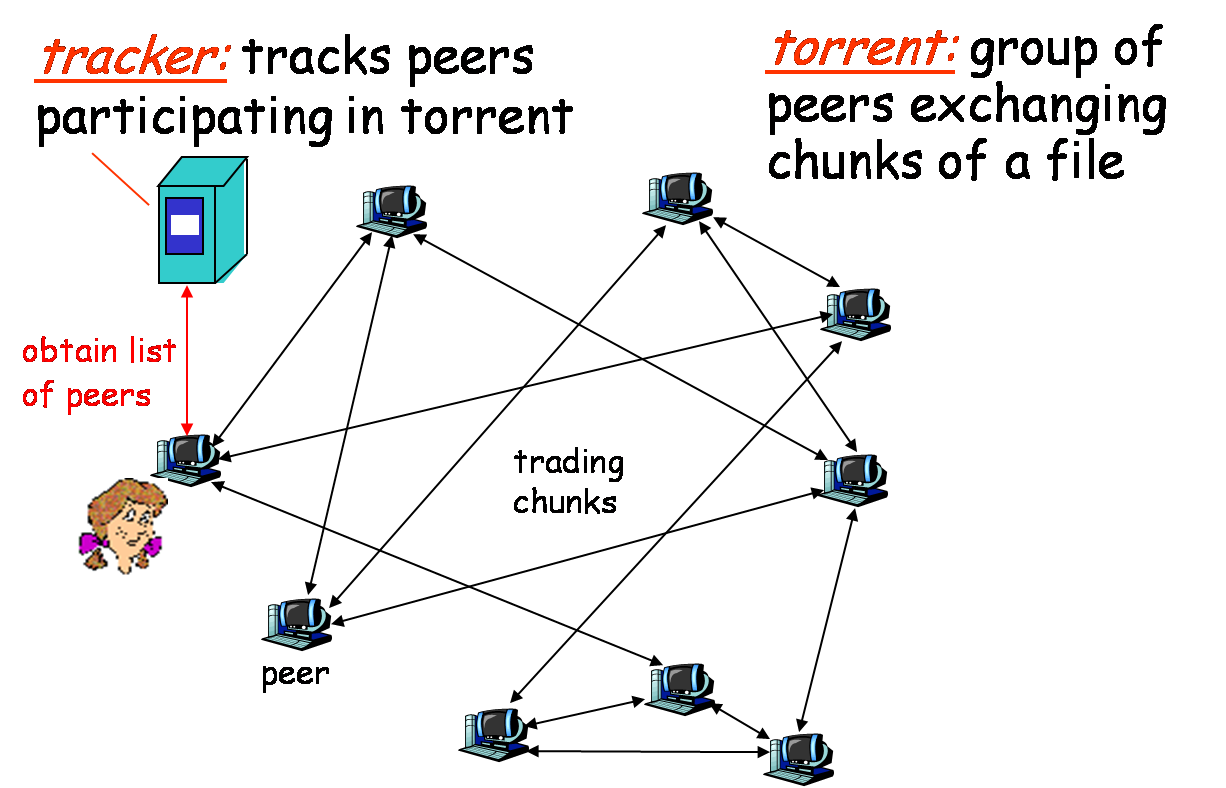 tracker: tracks peers
participating in torrent
torrent: group of
peers exchanging
chunks of a file
obtain list
of peers
trading
chunks
peer